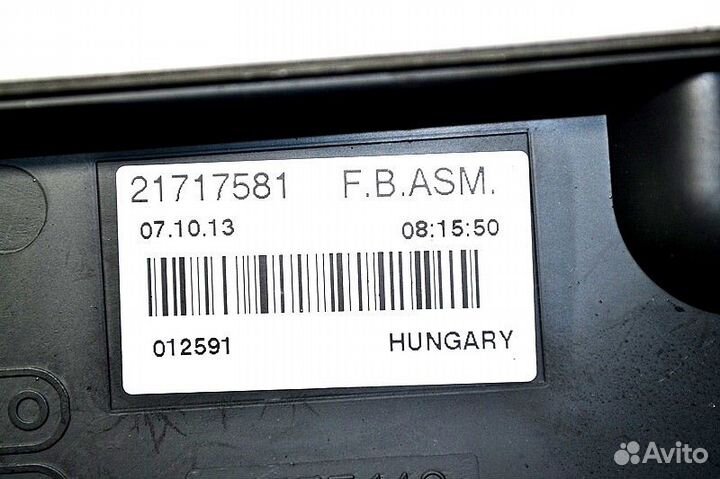 21717581 F.B.ASM.
07.10.13 08:15:50
012591 HUNGARY
Avito